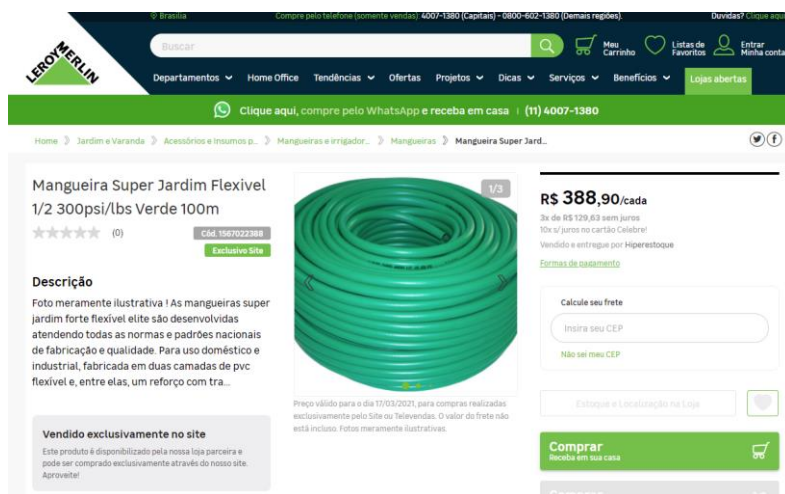 Brasília
Compre pelo telefone (somente vendas): 4007-1380 (Capitais) - 0800-602-1380 (Demais regiões).
Duvidas? Clique aqui
LEROY MERLIN
Buscar
Meu Carrinho
Listas de Favoritos
Entrar
Minha conta
Departamentos
Home Office
Tendências
Ofertas
Projetos
Dicas
Serviços
Benefícios
Lojas abertas
Clique aqui, compre pelo WhatsApp e receba em casa | (11) 4007-1380
Home
Jardim e Varanda
Acessórios e Insumos p...
Mangueiras e irrigador...
Mangueiras
Mangueira Super Jard...
Mangueira Super Jardim Flexivel
1/2 300psi/lbs Verde 100m
(0)
Cód. 1567022388
Exclusivo Site
Descrição
Foto meramente ilustrativa ! As mangueiras super
jardim forte flexível elite são desenvolvidas
atendendo todas as normas e padrões nacionais
de fabricação e qualidade. Para uso doméstico e
industrial, fabricada em duas camadas de pvc
flexível e, entre elas, um reforço com tra...
Vendido exclusivamente no site
Este produto é disponibilizado pela nossa loja parceira e
pode ser comprado exclusivamente através do nosso site.
Aproveite!
1/3
Preço válido para o dia 17/03/2021, para compras realizadas
exclusivamente pelo Site ou Televendas. O valor do frete não
está incluso. Fotos meramente ilustrativas.
R$ 388,90/cada
3x de R$ 129,63 sem juros
10x s/ juros no cartão Celebre!
Vendido e entregue por Hiperestoque
Formas de pagamento
Calcule seu frete
Insira seu CEP
Não sei meu CEP
Estoque e Localização na Loja
Comprar
Receba em sua casa
Comprar